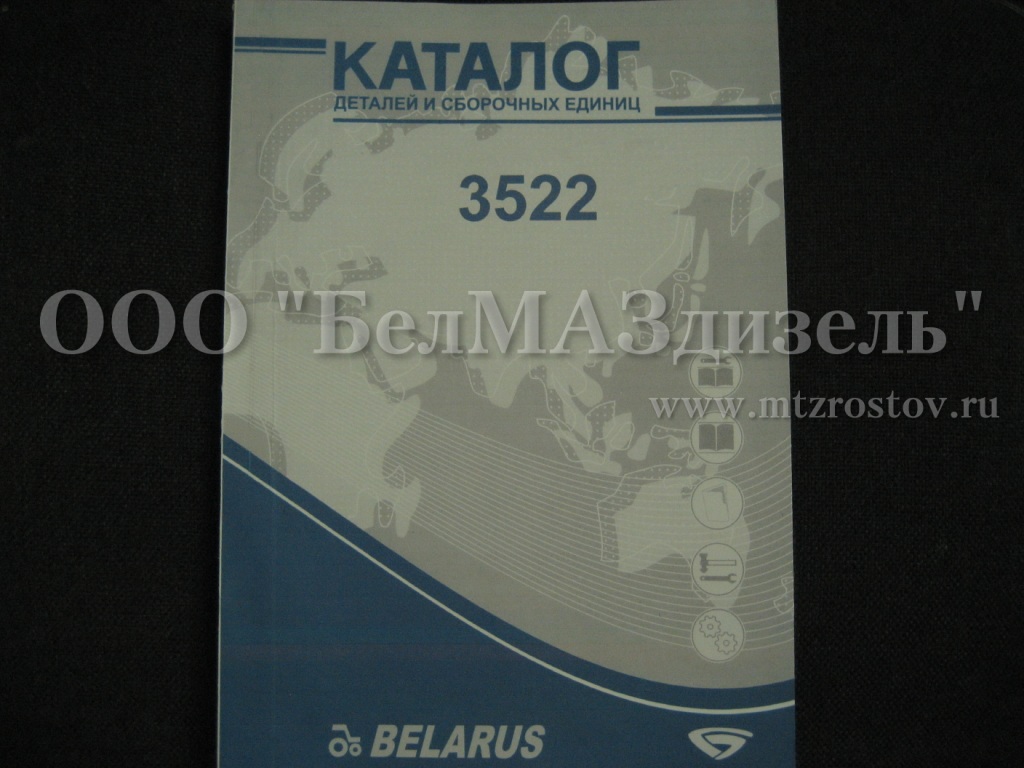 КАТАЛОГ
ДЕТАЛЕЙ И СБОРОЧНЫХ ЕДИНИЦ
3522
ООО "БелМАЗдизель"
www.mtzrostov.ru
BELARUS